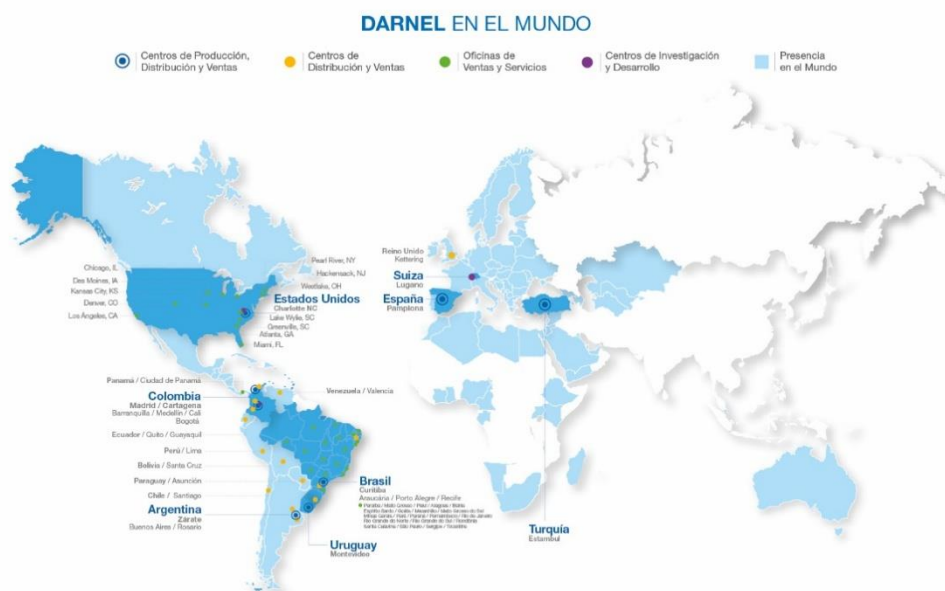 DARNEL EN EL MUNDO
Centros de Producción,
Distribución y Ventas
Centros de
Distribución y Ventas
Oficinas de
Ventas y Servicios
Centros de Investigación
y Desarrollo
Presencia
en el Mundo
Chicago, IL
Des Moines, IA
Kansas City, KS
Denver, CO
Los Angeles, CA
Pearl River, NY
Hackensack, NJ
Westlake, OH
Estados Unidos
Charlotte NC
Lake Wylie, SC
Greenville, SC
Atlanta, GA
Miami, FL
Reino Unido
Kettering
Suiza
Lugano
España
Pamplona
Panamá / Ciudad de Panamá
Venezuela / Valencia
Colombia
Madrid / Cartagena
Barranquilla / Medellín / Cali
Bogotá
Ecuador / Quito / Guayaquil
Perú / Lima
Bolivia / Santa Cruz
Paraguay / Asunción
Chile / Santiago
Argentina
Zárate
Buenos Aires / Rosario
Brasil
Curitiba
Araucária / Porto Alegre / Recife
Uruguay
Montevideo
Turquía
Estambul